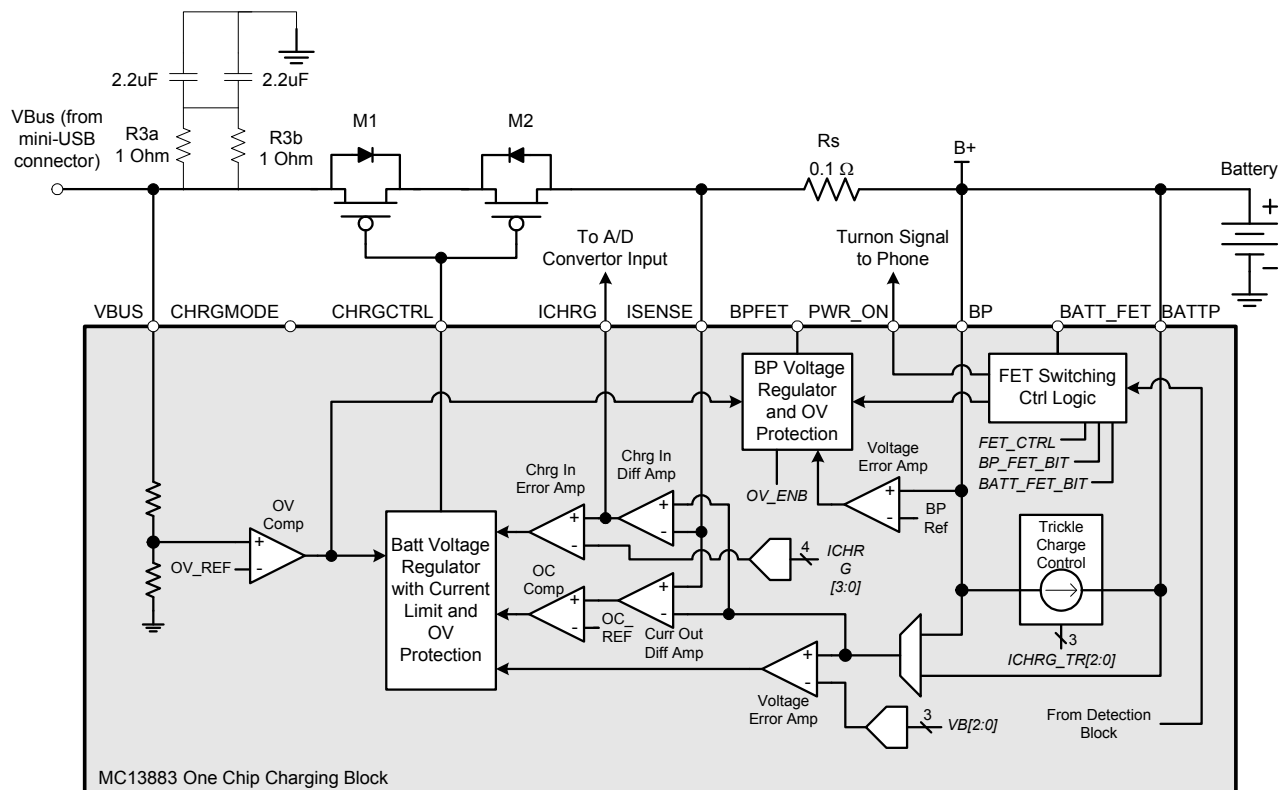 2.2uF
2.2uF
VBus (from
mini-USB
connector)
R3a
1 Ohm
R3b
1 Ohm
M1
M2
Rs
0.1 Ω
B+
Battery
+
−
To A/D
Convertor Input
Turnon Signal
to Phone
VBUS
CHRGMODE
CHRGCTRL
ICHRG
ISENSE
BPFET
PWR_ON
BP
BATT_FET
BATTP
BP Voltage
Regulator
and OV
Protection
FET Switching
Ctrl Logic
FET_CTRL
BP_FET_BIT
BATT_FET_BIT
OV_ENB
Voltage
Error Amp
+
-
BP
Ref
Chrg In
Error Amp
+
-
Chrg In
Diff Amp
+
-
OV
Comp
+
-
OV_REF
Batt Voltage
Regulator
with Current
Limit and
OV
Protection
4
ICHR
G
[3:0]
Trickle
Charge
Control
3
ICHRG_TR[2:0]
OC
Comp
+
-
OC_
REF
+
-
Curr Out
Diff Amp
+
-
Voltage
Error Amp
3
VB[2:0]
From Detection
Block
MC13883 One Chip Charging Block